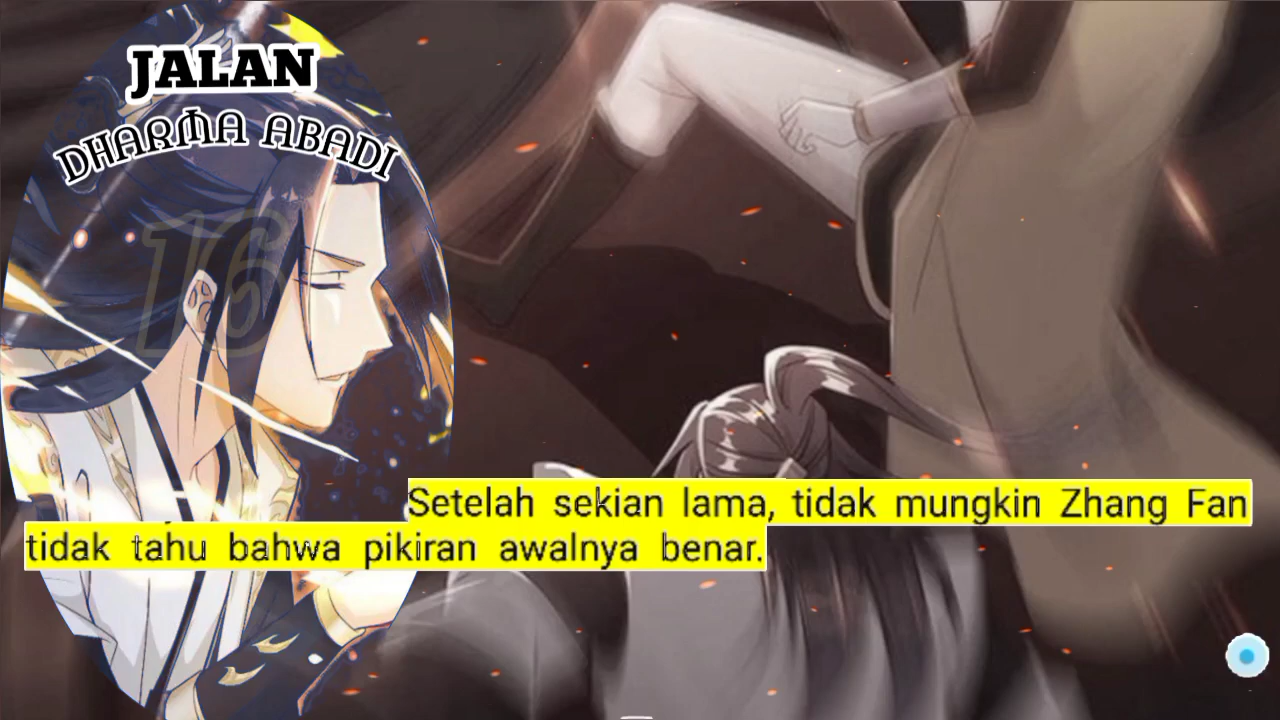 JALAN
DHARMA ABADI
16
Setelah sekian lama, tidak mungkin Zhang Fan
tidak tahu bahwa pikiran awalnya benar.